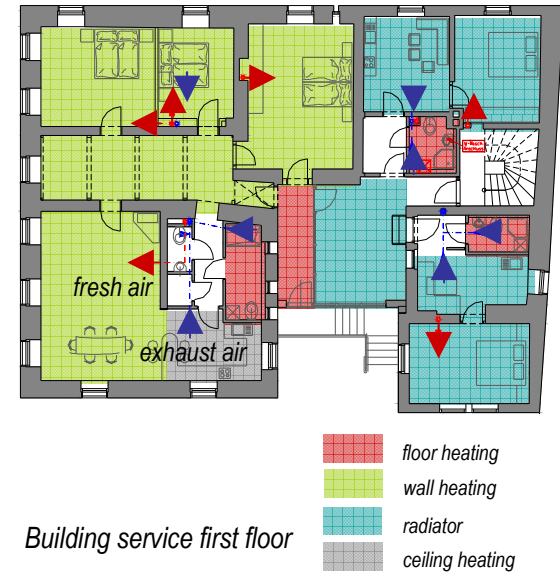 fresh air
exhaust air
floor heating
wall heating
radiator
ceiling heating
Building service first floor